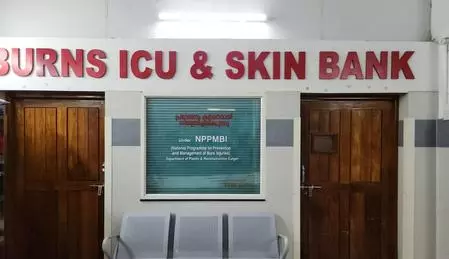 BURNS ICU & SKIN BANK
Under NPPMBI
(National Programme for Prevention
and Management of Burn Injuries)
Department of Plastic & Reconstructive Surgery